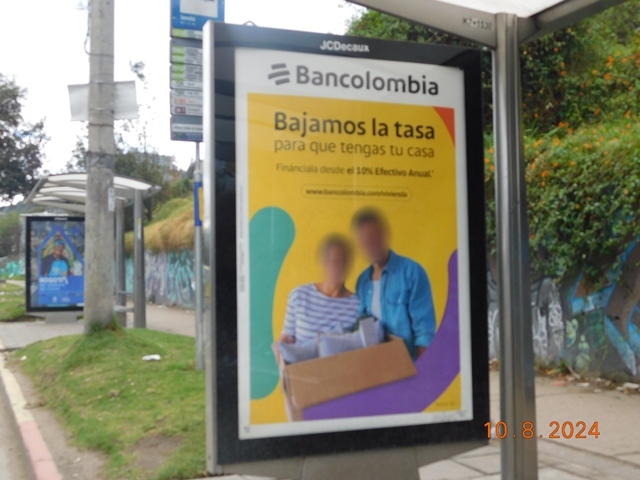 JCDecaux
Bancolombia
Bajamos la tasa
para que tengas tu casa
Finánciala desde el 10% Efectivo Anual.*
www.bancolombia.com/vivienda
BOGOTÁ
10.8.2024